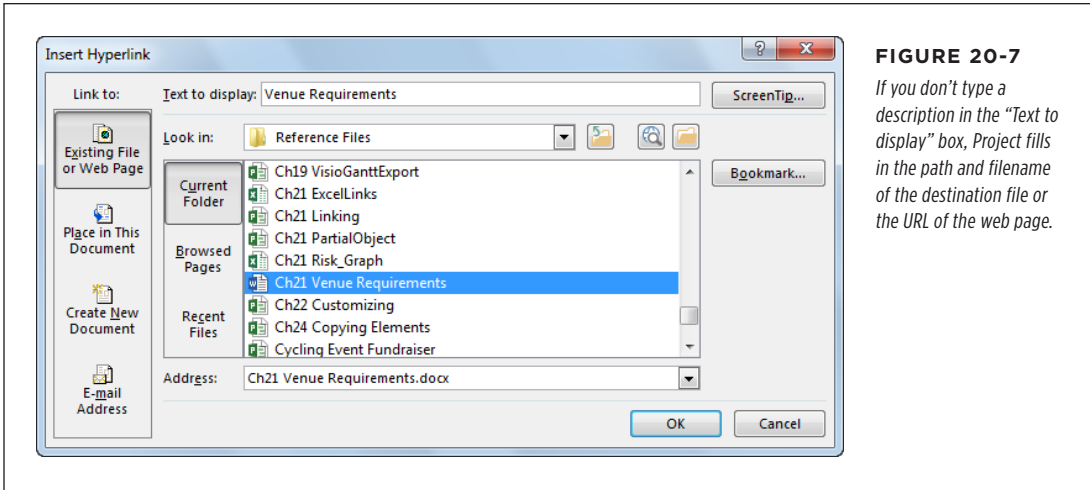 Insert Hyperlink
Link to:
Text to display: Venue Requirements
ScreenTip...
Existing File
or Web Page
Look in: Reference Files
Current
Folder
Ch19 VisioGanttExport
Ch21 ExcelLinks
Ch21 Linking
Ch21 PartialObject
Ch21 Risk_Graph
Ch21 Venue Requirements
Ch22 Customizing
Ch24 Copying Elements
Cycling Event Fundraiser
Bookmark...
Place in This
Document
Browsed
Pages
Create New
Document
Recent
Files
E-mail
Address
Address: Ch21 Venue Requirements.docx
OK
Cancel
FIGURE 20-7
If you don’t type a
description in the “Text to
display” box, Project fills
in the path and filename
of the destination file or
the URL of the web page.